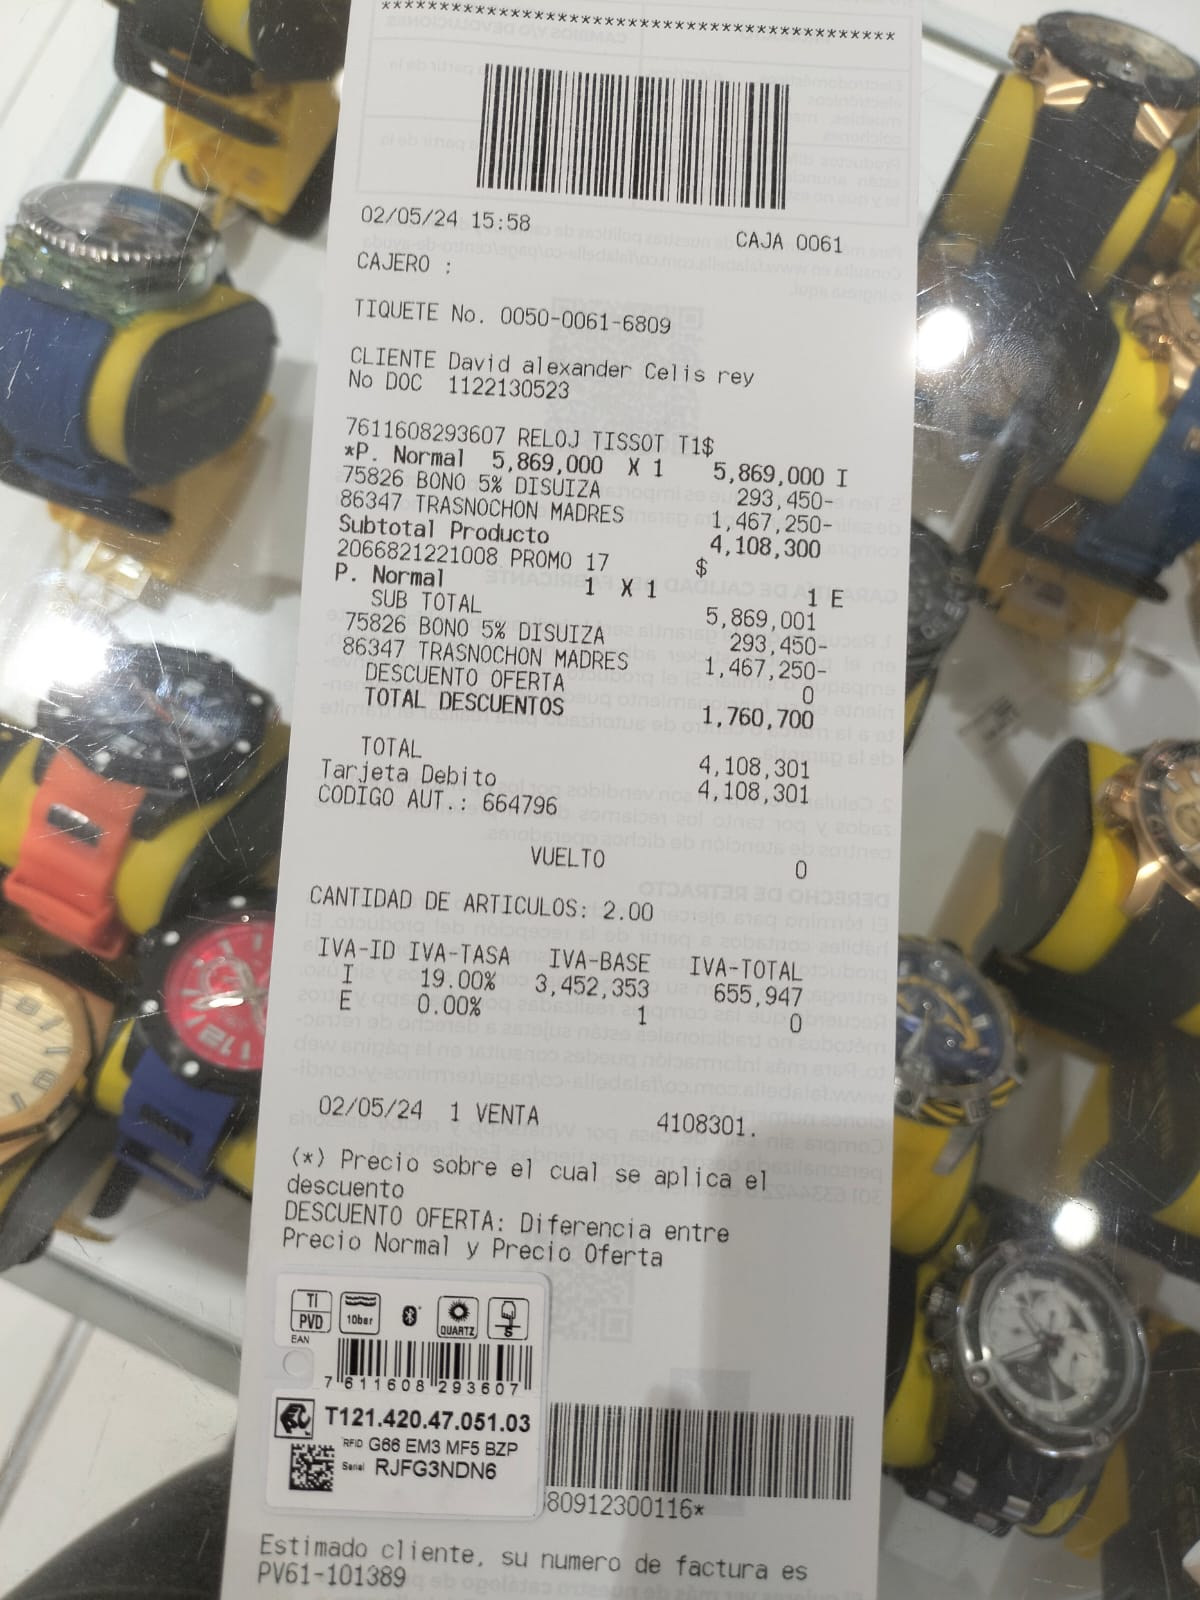 ******************************************
02/05/24 15:58 CAJA 0061
CAJERO :
TIQUETE No. 0050-0061-6809
CLIENTE David alexander Celis rey
No DOC 1122130523
7611608293607 RELOJ TISSOT T1$
*P. Normal 5,869,000 X 1 5,869,000 I
75826 BONO 5% DISUIZA 293,450-
86347 TRASNOCHON MADRES 1,467,250-
Subtotal Producto 4,108,300
2066821221008 PROMO 17 $
P. Normal 1 X 1 1 E
SUB TOTAL 5,869,001
75826 BONO 5% DISUIZA 293,450-
86347 TRASNOCHON MADRES 1,467,250-
DESCUENTO OFERTA 0
TOTAL DESCUENTOS 1,760,700
TOTAL 4,108,301
Tarjeta Debito 4,108,301
CODIGO AUT.: 664796
VUELTO 0
CANTIDAD DE ARTICULOS: 2.00
IVA-ID IVA-TASA IVA-BASE IVA-TOTAL
I 19.00% 3,452,353 655,947
E 0.00% 1 0
02/05/24 1 VENTA 4108301.
(*) Precio sobre el cual se aplica el
descuento
DESCUENTO OFERTA: Diferencia entre
Precio Normal y Precio Oferta
TI
PVD
10bar
QUARTZ
S
EAN
7 611608 293607
T121.420.47.051.03
RFID G66 EM3 MF5 BZP
Serial RJFG3NDN6
80912300116*
Estimado cliente, su numero de factura es
PV61-101389